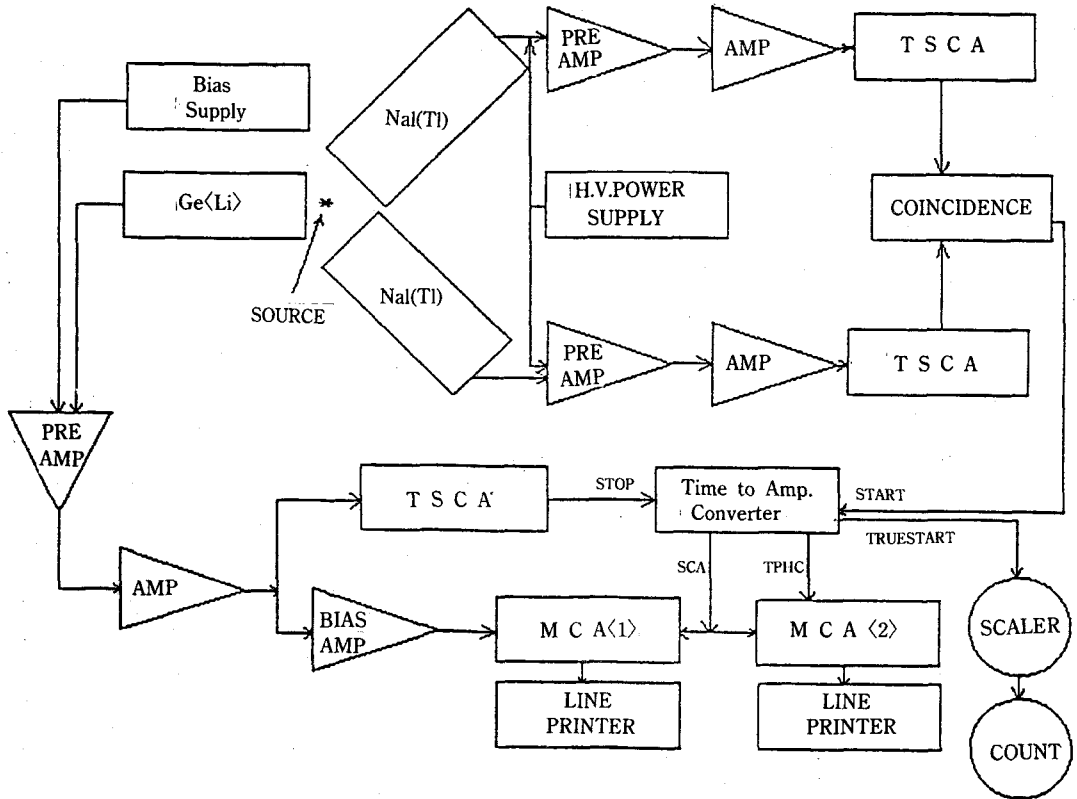 Bias
Supply
Ge〈Li〉
*
SOURCE
NaI(Tl)
NaI(Tl)
PRE
AMP
AMP
T S C A
H.V.POWER
SUPPLY
COINCIDENCE
PRE
AMP
AMP
T S C A
PRE
AMP
AMP
T S C A
STOP
Time to Amp.
Converter
START
TRUESTART
SCA
TPHC
BIAS
AMP
M C A〈1〉
M C A 〈2〉
LINE
PRINTER
LINE
PRINTER
SCALER
COUNT